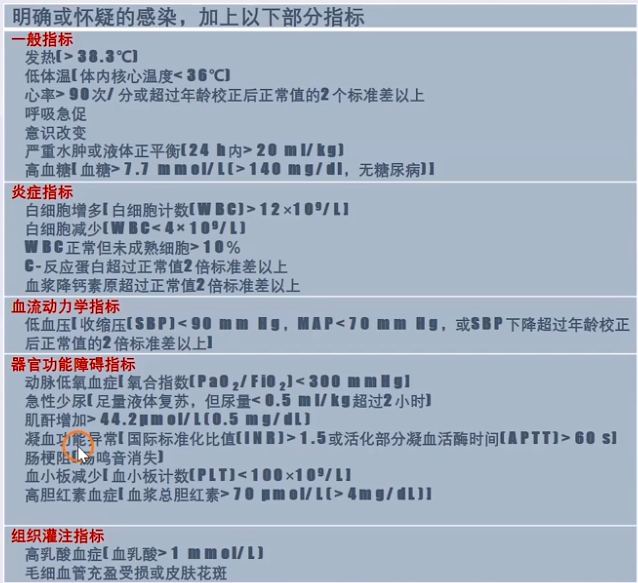 明确或怀疑的感染，加上以下部分指标
一般指标
发热(> 38.3℃)
低体温(体内核心温度< 36℃)
心率> 90次/ 分或超过年龄校正后正常值的2 个标准差以上
呼吸急促
意识改变
严重水肿或液体正平衡(24 h内> 20 ml/kg)
高血糖[血糖> 7.7 mmol/L(> 140 mg/dl，无糖尿病)]
炎症指标
白细胞增多[白细胞计数(WBC)> 12×10⁹/L]
白细胞减少(WBC< 4×10⁹/L)
WBC正常但未成熟细胞> 10%
C-反应蛋白超过正常值2倍标准差以上
血浆降钙素原超过正常值2倍标准差以上
血流动力学指标
低血压[收缩压(SBP)< 90 mm Hg，MAP< 70 mm Hg，或SBP下降超过年龄校正
后正常值的2倍标准差以上]
器官功能障碍指标
动脉低氧血症[氧合指数(PaO₂/FiO₂)< 300 mmHg]
急性少尿(足量液体复苏，但尿量< 0.5 ml/kg超过2小时)
肌酐增加> 44.2μmol/L(0.5 mg/dL)
凝血功能异常[国际标准化比值(INR)> 1.5或活化部分凝血活酶时间(APTT)> 60 s]
肠梗阻(肠鸣音消失)
血小板减少[血小板计数(PLT)< 100×10⁹/L]
高胆红素血症[血浆总胆红素> 70 μmol/L(> 4mg/dL)]
组织灌注指标
高乳酸血症(血乳酸> 1 mmol/L)
毛细血管充盈受损或皮肤花斑